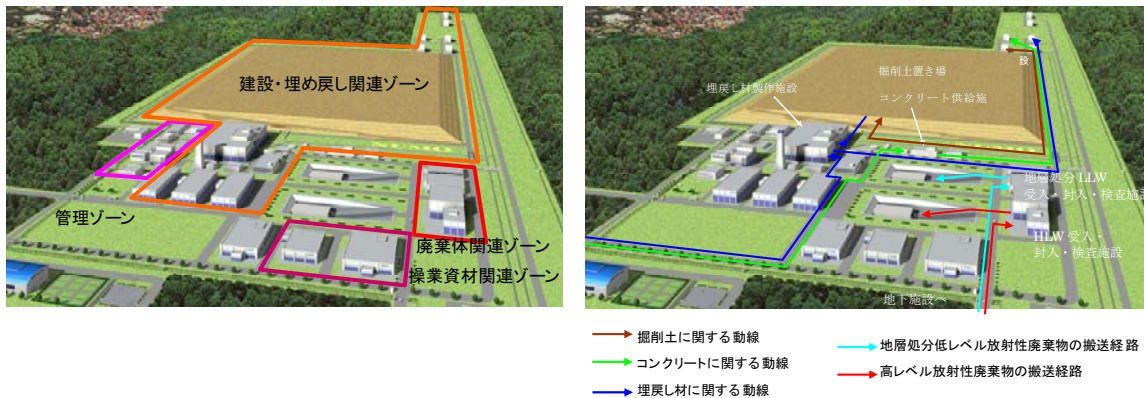 建設・埋め戻し関連ゾーン
管理ゾーン
廃棄体関連ゾーン
操業資材関連ゾーン
設
掘削土置き場
埋戻し材製作施設
コンクリート供給施
地層処分 LLW
受入・封入・検査施設
HLW 受入・
封入・検査施設
地下施設へ
掘削土に関する動線
コンクリートに関する動線
埋戻し材に関する動線
地層処分低レベル放射性廃棄物の搬送経路
高レベル放射性廃棄物の搬送経路
NUMO